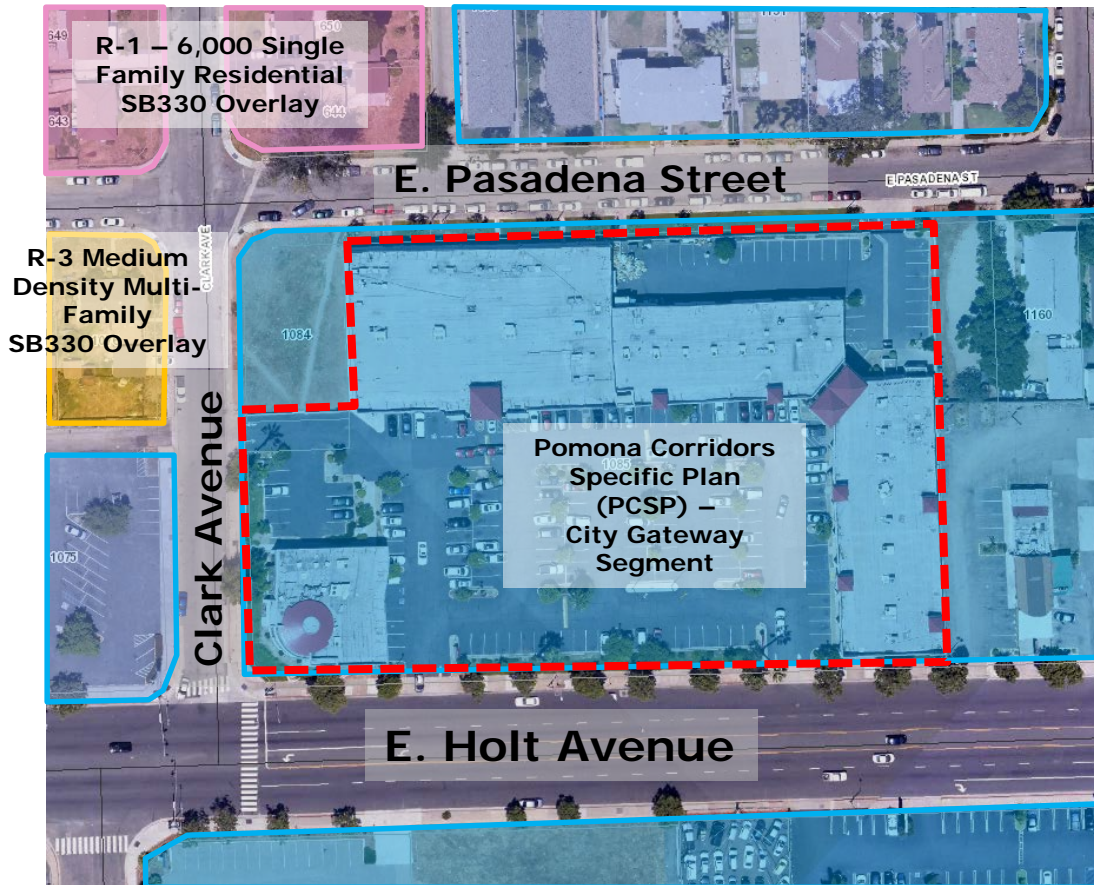 649
650
R-1 – 6,000 Single
Family Residential
SB330 Overlay
643
644
1151
E. Pasadena Street
E PASADENA ST
CLARK AVE
R-3 Medium
Density Multi-
Family
SB330 Overlay
1084
1160
Pomona Corridors
Specific Plan
1085
(PCSP) –
City Gateway
Segment
1075
Clark Avenue
E. Holt Avenue